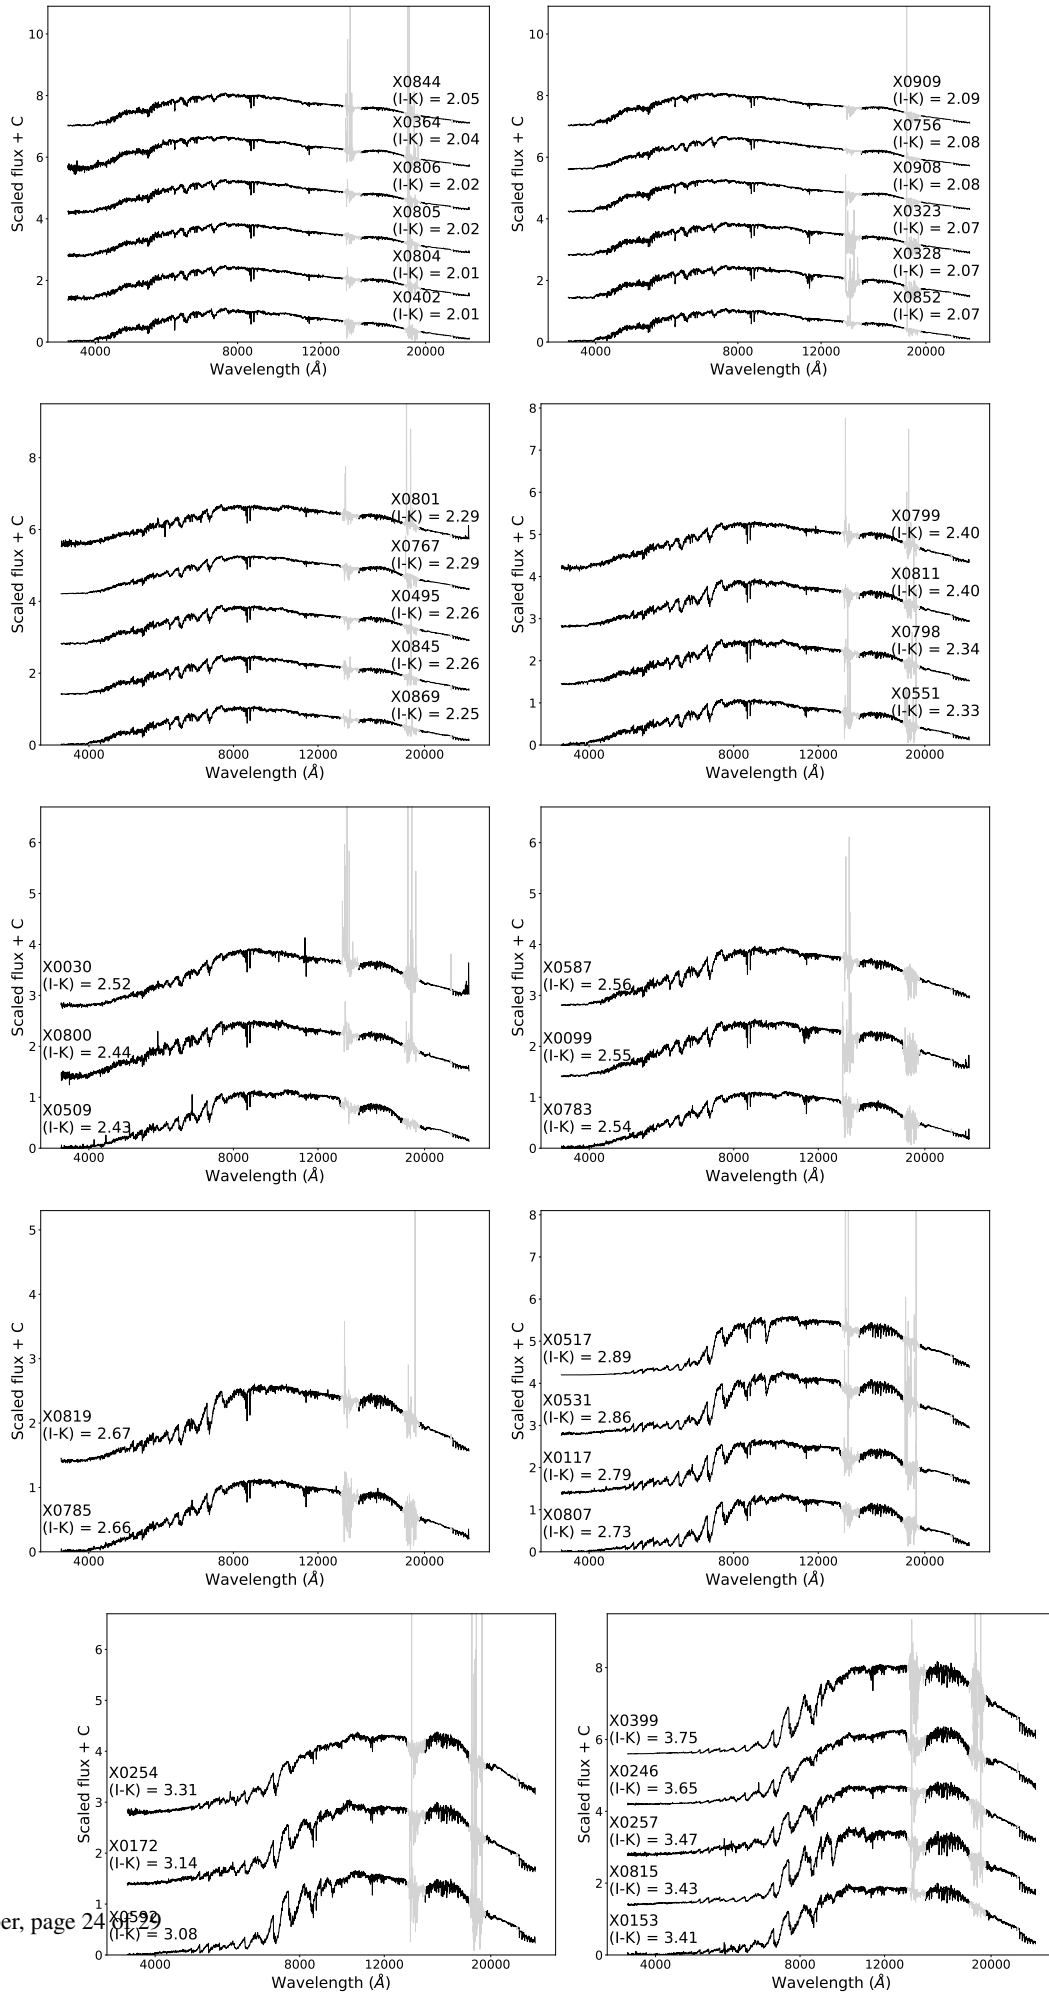 10
8
6
4
2
0
Scaled flux + C
X0844
(I-K) = 2.05
X0364
(I-K) = 2.04
X0806
(I-K) = 2.02
X0805
(I-K) = 2.02
X0804
(I-K) = 2.01
X0402
(I-K) = 2.01
4000 8000 12000 20000
Wavelength (Å)
10
8
6
4
2
0
Scaled flux + C
X0909
(I-K) = 2.09
X0756
(I-K) = 2.08
X0908
(I-K) = 2.08
X0323
(I-K) = 2.07
X0328
(I-K) = 2.07
X0852
(I-K) = 2.07
4000 8000 12000 20000
Wavelength (Å)
8
6
4
2
0
Scaled flux + C
X0801
(I-K) = 2.29
X0767
(I-K) = 2.29
X0495
(I-K) = 2.26
X0845
(I-K) = 2.26
X0869
(I-K) = 2.25
4000 8000 12000 20000
Wavelength (Å)
8
7
6
5
4
3
2
1
0
Scaled flux + C
X0799
(I-K) = 2.40
X0811
(I-K) = 2.40
X0798
(I-K) = 2.34
X0551
(I-K) = 2.33
4000 8000 12000 20000
Wavelength (Å)
6
5
4
3
2
1
0
Scaled flux + C
X0030
(I-K) = 2.52
X0800
(I-K) = 2.44
X0509
(I-K) = 2.43
4000 8000 12000 20000
Wavelength (Å)
6
5
4
3
2
1
0
Scaled flux + C
X0587
(I-K) = 2.56
X0099
(I-K) = 2.55
X0783
(I-K) = 2.54
4000 8000 12000 20000
Wavelength (Å)
5
4
3
2
1
0
Scaled flux + C
X0819
(I-K) = 2.67
X0785
(I-K) = 2.66
4000 8000 12000 20000
Wavelength (Å)
8
7
6
5
4
3
2
1
0
Scaled flux + C
X0517
(I-K) = 2.89
X0531
(I-K) = 2.86
X0117
(I-K) = 2.79
X0807
(I-K) = 2.73
4000 8000 12000 20000
Wavelength (Å)
6
5
4
3
2
1
0
Scaled flux + C
X0254
(I-K) = 3.31
X0172
(I-K) = 3.14
X0592
(I-K) = 3.08
4000 8000 12000 20000
Wavelength (Å)
8
6
4
2
0
Scaled flux + C
X0399
(I-K) = 3.75
X0246
(I-K) = 3.65
X0257
(I-K) = 3.47
X0815
(I-K) = 3.43
X0153
(I-K) = 3.41
4000 8000 12000 20000
Wavelength (Å)
er, page 24 of 29